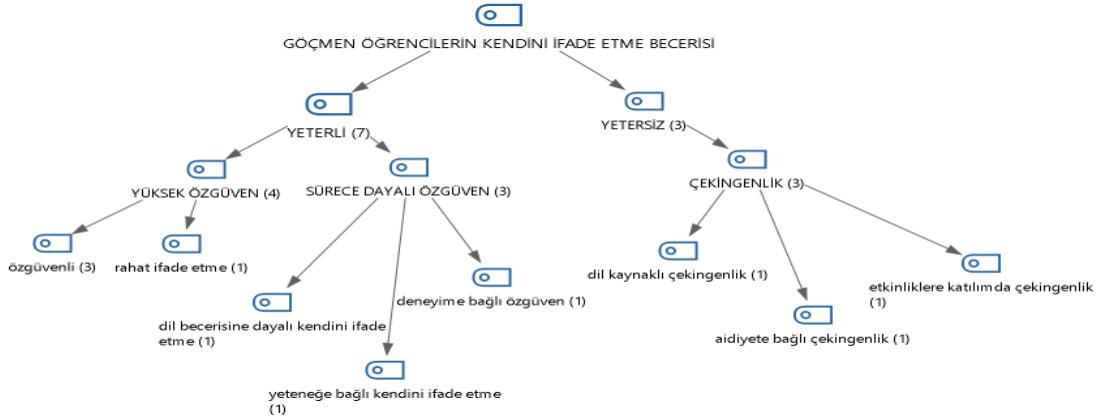 GÖÇMEN ÖĞRENCİLERİN KENDİNİ İFADE ETME BECERİSİ
YETERLİ (7)
YETERSİZ (3)
YÜKSEK ÖZGÜVEN (4)
SÜRECE DAYALI ÖZGÜVEN (3)
ÇEKİNGENLİK (3)
özgüvenli (3)
rahat ifade etme (1)
dil becerisine dayalı kendini ifade
etme (1)
yeteneğe bağlı kendini ifade etme
(1)
deneyime bağlı özgüven (1)
dil kaynaklı çekingenlik (1)
aidiyete bağlı çekingenlik (1)
etkinliklere katılımda çekingenlik
(1)